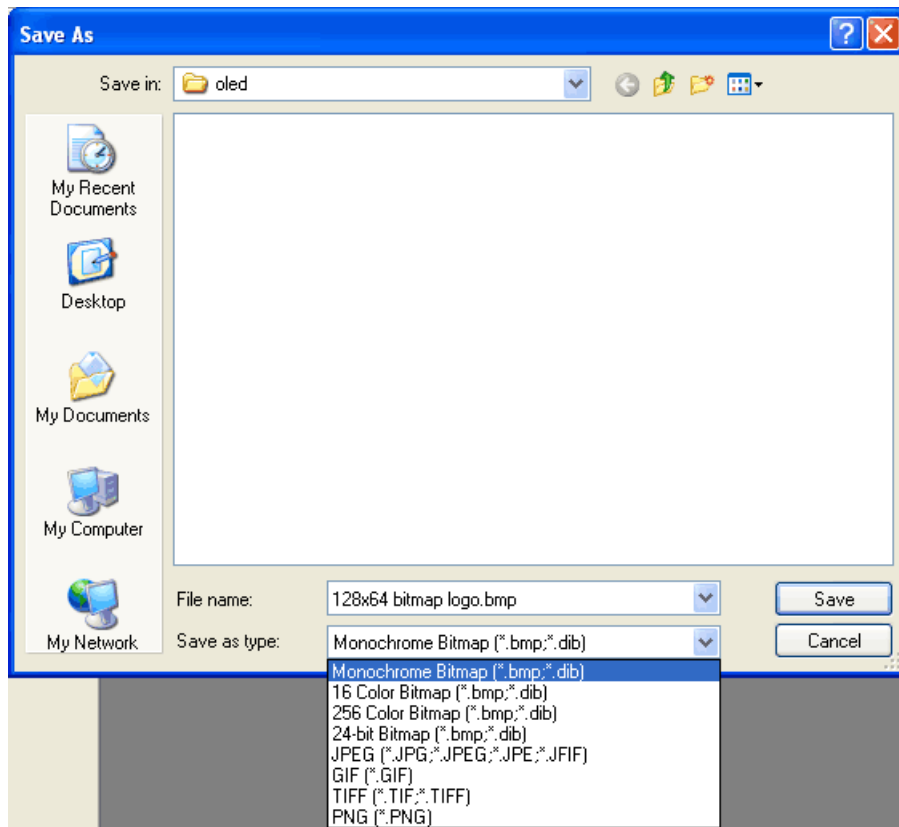 Save As
Save in:
oled
My Recent
Documents
Desktop
My Documents
My Computer
My Network
File name:
128x64 bitmap logo.bmp
Save
Save as type:
Monochrome Bitmap (*.bmp;*.dib)
Cancel
Monochrome Bitmap (*.bmp;*.dib)
16 Color Bitmap (*.bmp;*.dib)
256 Color Bitmap (*.bmp;*.dib)
24-bit Bitmap (*.bmp;*.dib)
JPEG (*.JPG;*.JPEG;*.JPE;*.JFIF)
GIF (*.GIF)
TIFF (*.TIF;*.TIFF)
PNG (*.PNG)